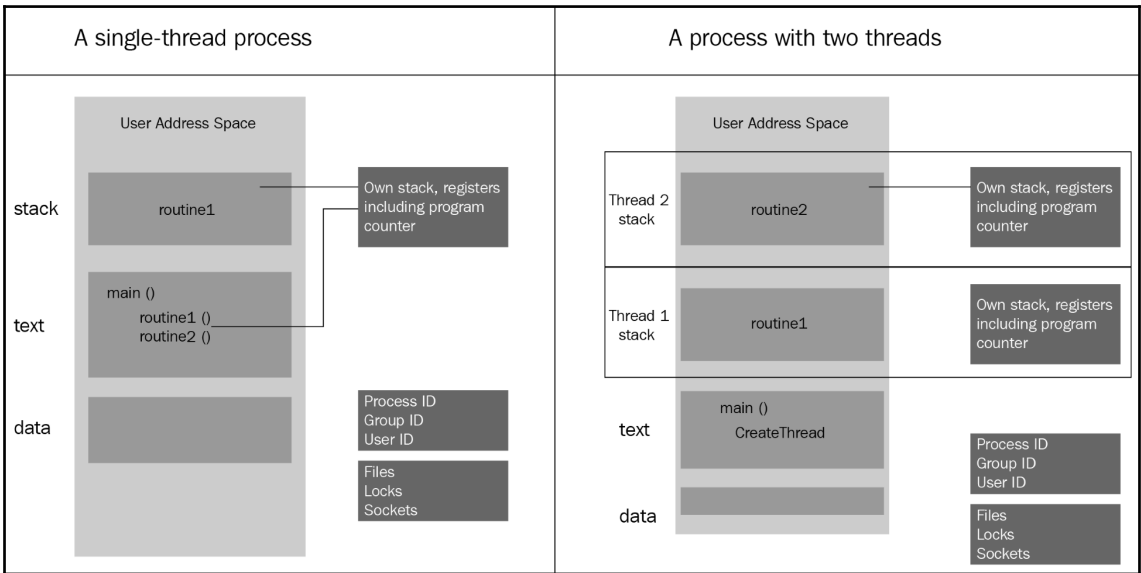 A single-thread process
User Address Space
stack
routine1
Own stack, registers
including program
counter
text
main ()
routine1 ()
routine2 ()
data
Process ID
Group ID
User ID
Files
Locks
Sockets
A process with two threads
User Address Space
Thread 2
stack
routine2
Own stack, registers
including program
counter
Thread 1
stack
routine1
Own stack, registers
including program
counter
text
main ()
CreateThread
data
Process ID
Group ID
User ID
Files
Locks
Sockets